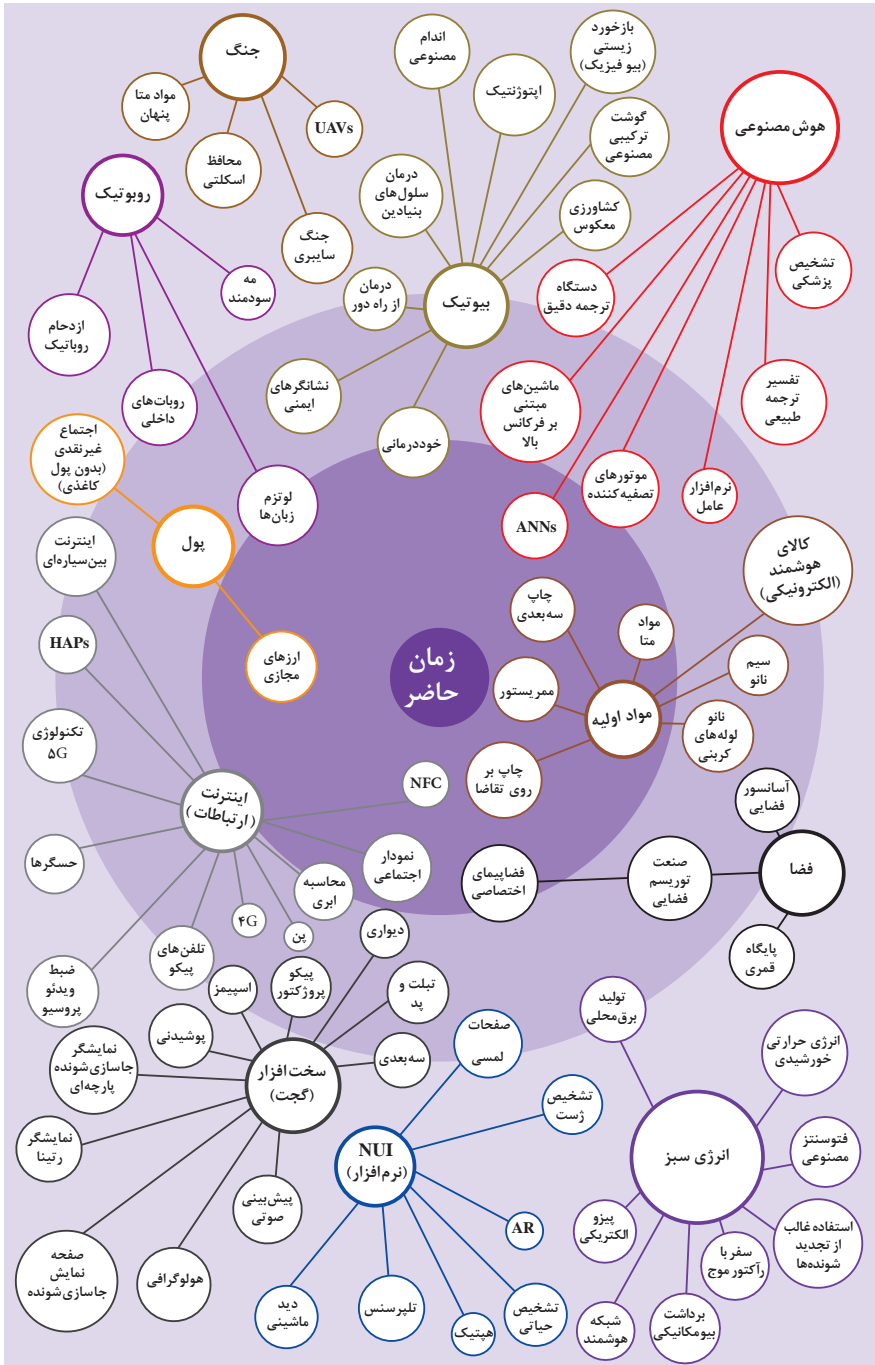 جنگ
مواد متا
پنهان
محافظ
اسکلتی
UAVs
جنگ
سایبری
روبوتیک
ازدحام
روباتیک
روبات‌های
داخلی
مه
سودمند
لوتزم
زبان‌ها
اندام
مصنوعی
بازخورد
زیستی
(بیو فیزیک)
اپتوژنتیک
گوشت
ترکیبی
مصنوعی
درمان
سلول‌های
بنیادین
کشاورزی
معکوس
درمان
از راه دور
بیوتیک
نشانگرهای
ایمنی
خوددرمانی
هوش مصنوعی
تشخیص
پزشکی
دستگاه
ترجمه دقیق
تفسیر
ترجمه
طبیعی
ماشین‌های
مبتنی
بر فرکانس
بالا
موتورهای
تصفیه‌کننده
نرم‌افزار
عامل
ANNs
اجتماع
غیرنقدی
(بدون پول
کاغذی)
پول
ارزهای
مجازی
زمان
حاضر
کالای
هوشمند
(الکترونیکی)
چاپ
سه‌بعدی
مواد
متا
سیم
نانو
ممریستور
مواد اولیه
نانو
لوله‌های
کربنی
چاپ بر
روی تقاضا
اینترنت
بین‌سیاره‌ای
HAPs
تکنولوژی
۵G
اینترنت
(ارتباطات)
NFC
حسگرها
نمودار
اجتماعی
محاسبه
ابری
۴G
پن
تلفن‌های
پیکو
ضبط
ویدئو
پروسیو
آسانسور
فضایی
فضا
صنعت
توریسم
فضایی
فضاپیمای
اختصاصی
پایگاه
قمری
دیواری
پیکو
پروژکتور
اسپیمز
تبلت و
پد
پوشیدنی
سه‌بعدی
نمایشگر
جاسازی‌شونده
پارچه‌ای
سخت‌افزار
(گجت)
نمایشگر
رتینا
پیش‌بینی
صوتی
صفحه
نمایش
جاسازی‌شونده
هولوگرافی
صفحات
لمسی
تشخیص
ژست
NUI
(نرم‌افزار)
AR
دید
ماشینی
تلپرسنس
هپتیک
تشخیص
حیاتی
تولید
برق‌محلی
انرژی حرارتی
خورشیدی
انرژی سبز
فتوسنتز
مصنوعی
پیزو
الکتریکی
استفاده غالب
از تجدید
شونده‌ها
سفر با
رآکتور موج
شبکه
هوشمند
برداشت
بیومکانیکی